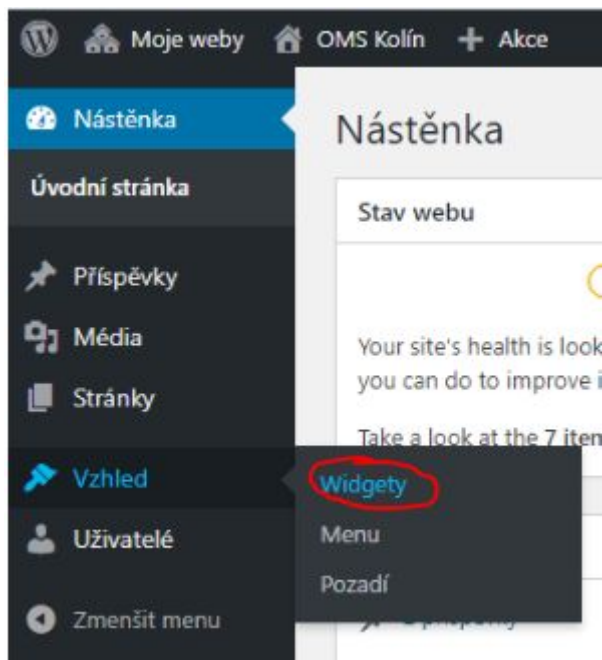 Moje weby OMS Kolín + Akce
Nástěnka
Úvodní stránka
Příspěvky
Média
Stránky
Vzhled
Uživatelé
Zmenšit menu
Widgety
Menu
Pozadí
Nástěnka
Stav webu
Your site's health is look
you can do to improve i
Take a look at the 7 item